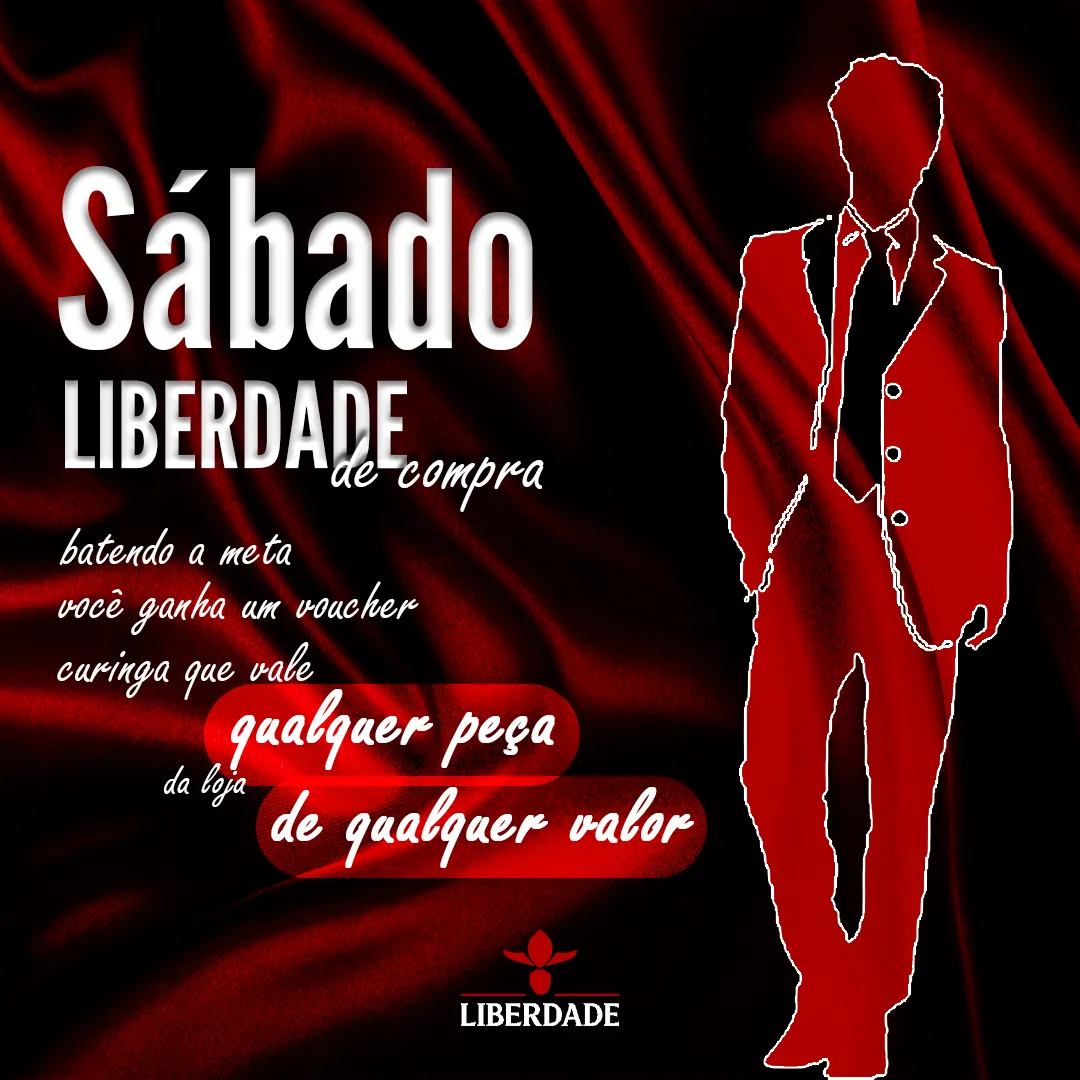 Sábado
LIBERDADE
de compra
batendo a meta
você ganha um voucher
curinga que vale
qualquer peça
da loja
de qualquer valor
LIBERDADE